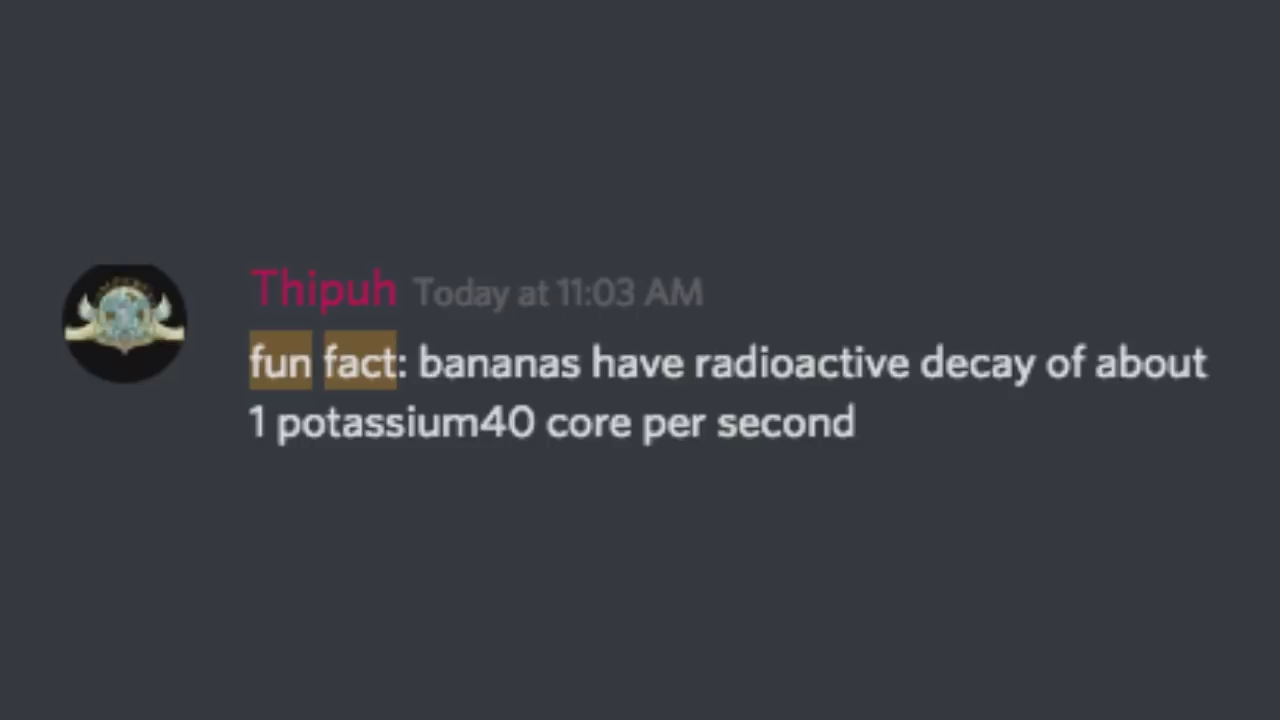 Thipuh Today at 11:03 AM
fun fact: bananas have radioactive decay of about
1 potassium40 core per second